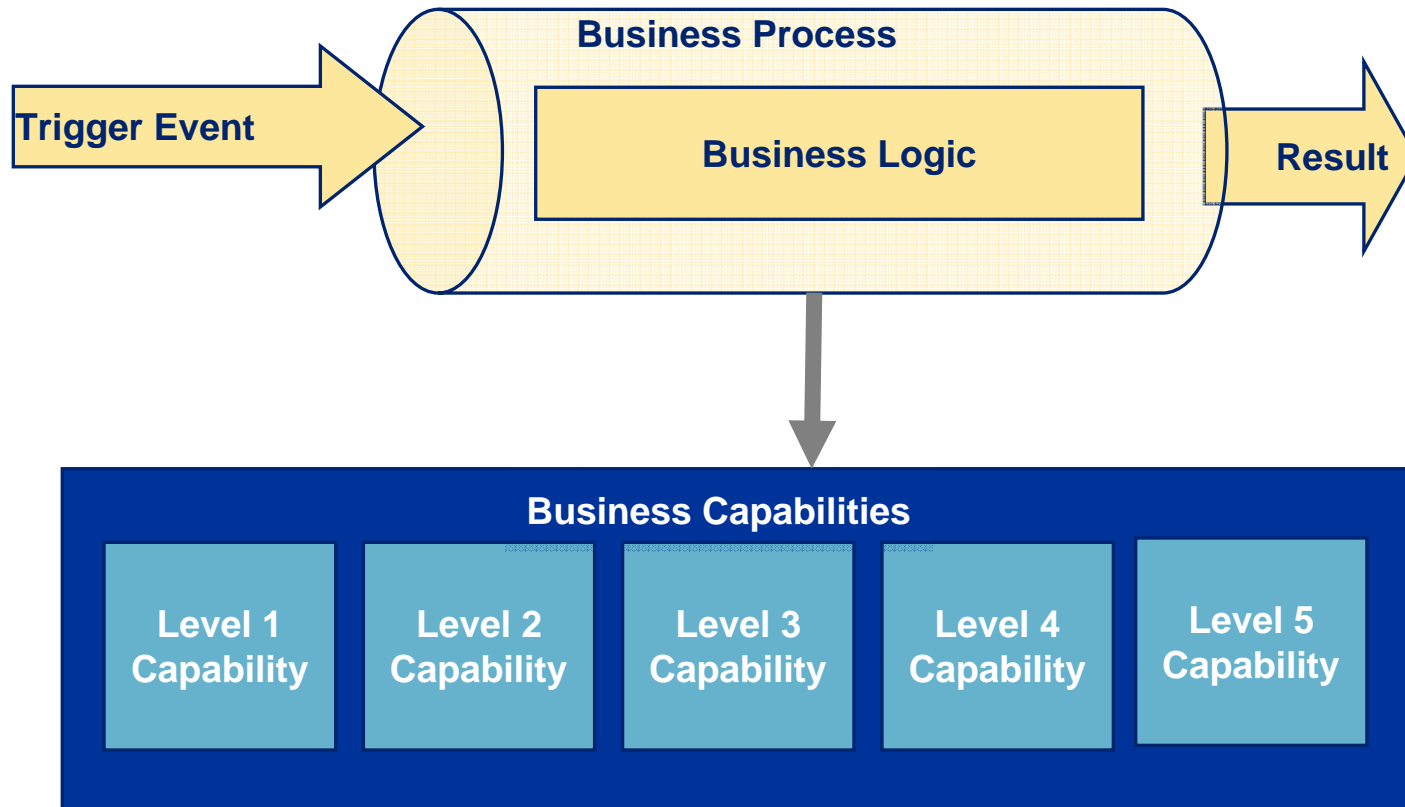 Business Process
Trigger Event
Business Logic
Result
Business Capabilities
Level 1
Capability
Level 2
Capability
Level 3
Capability
Level 4
Capability
Level 5
Capability